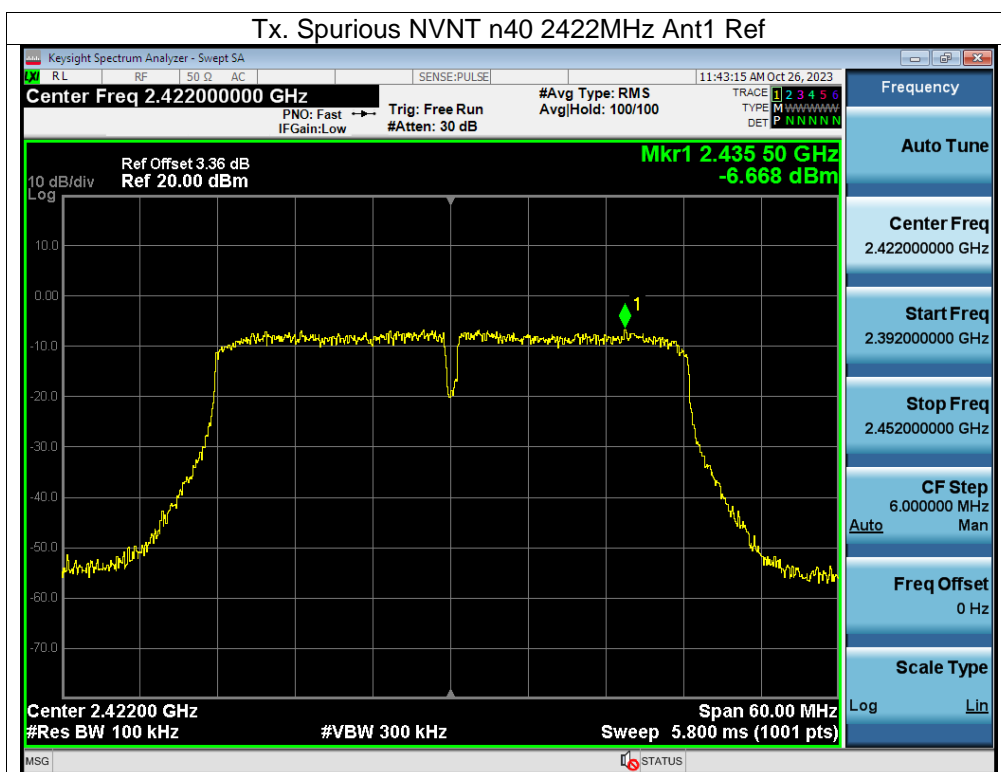 Tx. Spurious NVNT n40 2422MHz Ant1 Ref
Keysight Spectrum Analyzer - Swept SA
LXI RL RF 50 Ω AC SENSE:PULSE 11:43:15 AM Oct 26, 2023
Center Freq 2.422000000 GHz
PNO: Fast
IFGain:Low
Trig: Free Run
#Atten: 30 dB
#Avg Type: RMS
Avg|Hold: 100/100
TRACE 1 2 3 4 5 6
TYPE M WWWWW
DET P N N N N N
Frequency
Ref Offset 3.36 dB
Ref 20.00 dBm
10 dB/div
Log
Mkr1 2.435 50 GHz
-6.668 dBm
10.0
0.00
-10.0
-20.0
-30.0
-40.0
-50.0
-60.0
-70.0
1
Center 2.42200 GHz
#Res BW 100 kHz
#VBW 300 kHz
Span 60.00 MHz
Sweep 5.800 ms (1001 pts)
Auto Tune
Center Freq
2.422000000 GHz
Start Freq
2.392000000 GHz
Stop Freq
2.452000000 GHz
CF Step
6.000000 MHz
Auto Man
Freq Offset
0 Hz
Scale Type
Log Lin
MSG STATUS